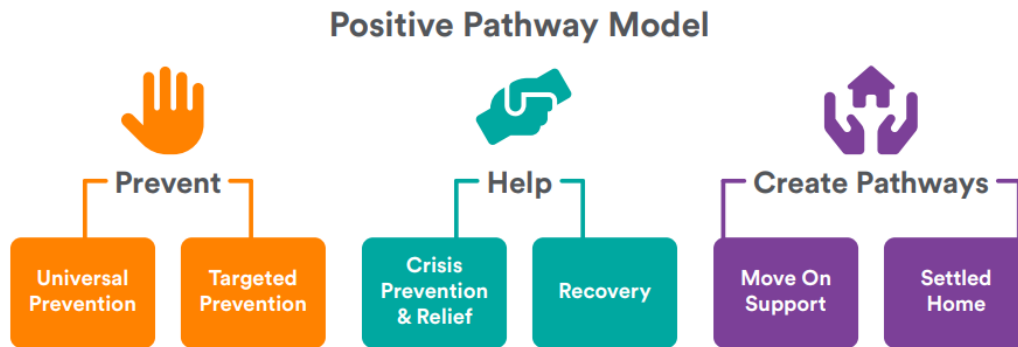 Positive Pathway Model
Prevent
Help
Create Pathways
Universal
Prevention
Targeted
Prevention
Crisis
Prevention
& Relief
Recovery
Move On
Support
Settled
Home